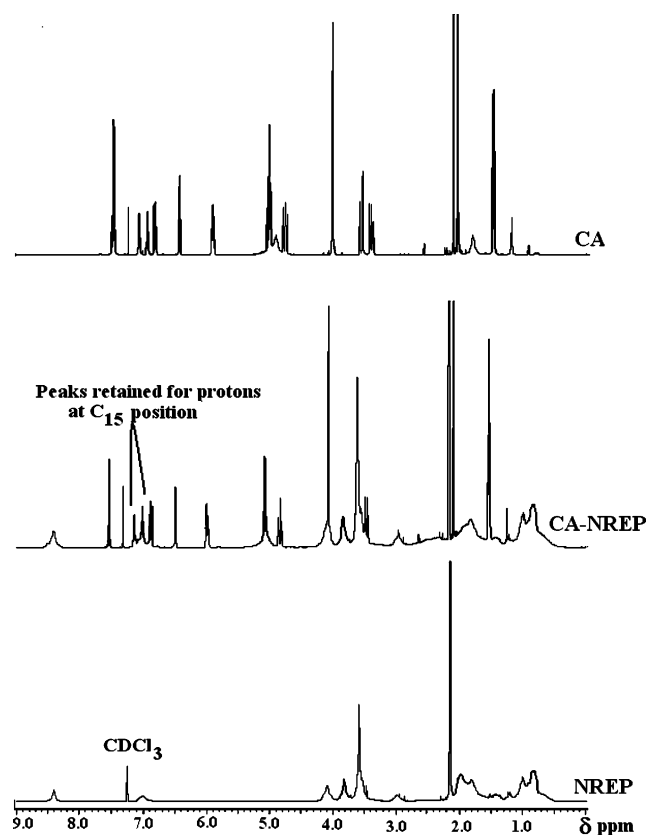 CA
Peaks retained for protons
at C15 position
CA-NREP
CDCl3
NREP
9.0 8.0 7.0 6.0 5.0 4.0 3.0 2.0 1.0 δ ppm